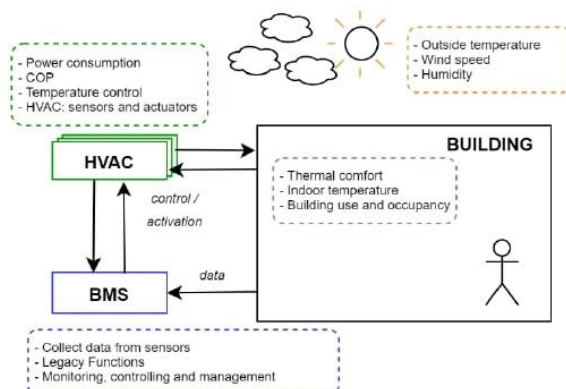 - Power consumption
- COP
- Temperature control
- HVAC: sensors and actuators
- Outside temperature
- Wind speed
- Humidity
HVAC
BUILDING
- Thermal comfort
- Indoor temperature
- Building use and occupancy
control /
activation
BMS
data
- Collect data from sensors
- Legacy Functions
- Monitoring, controlling and management